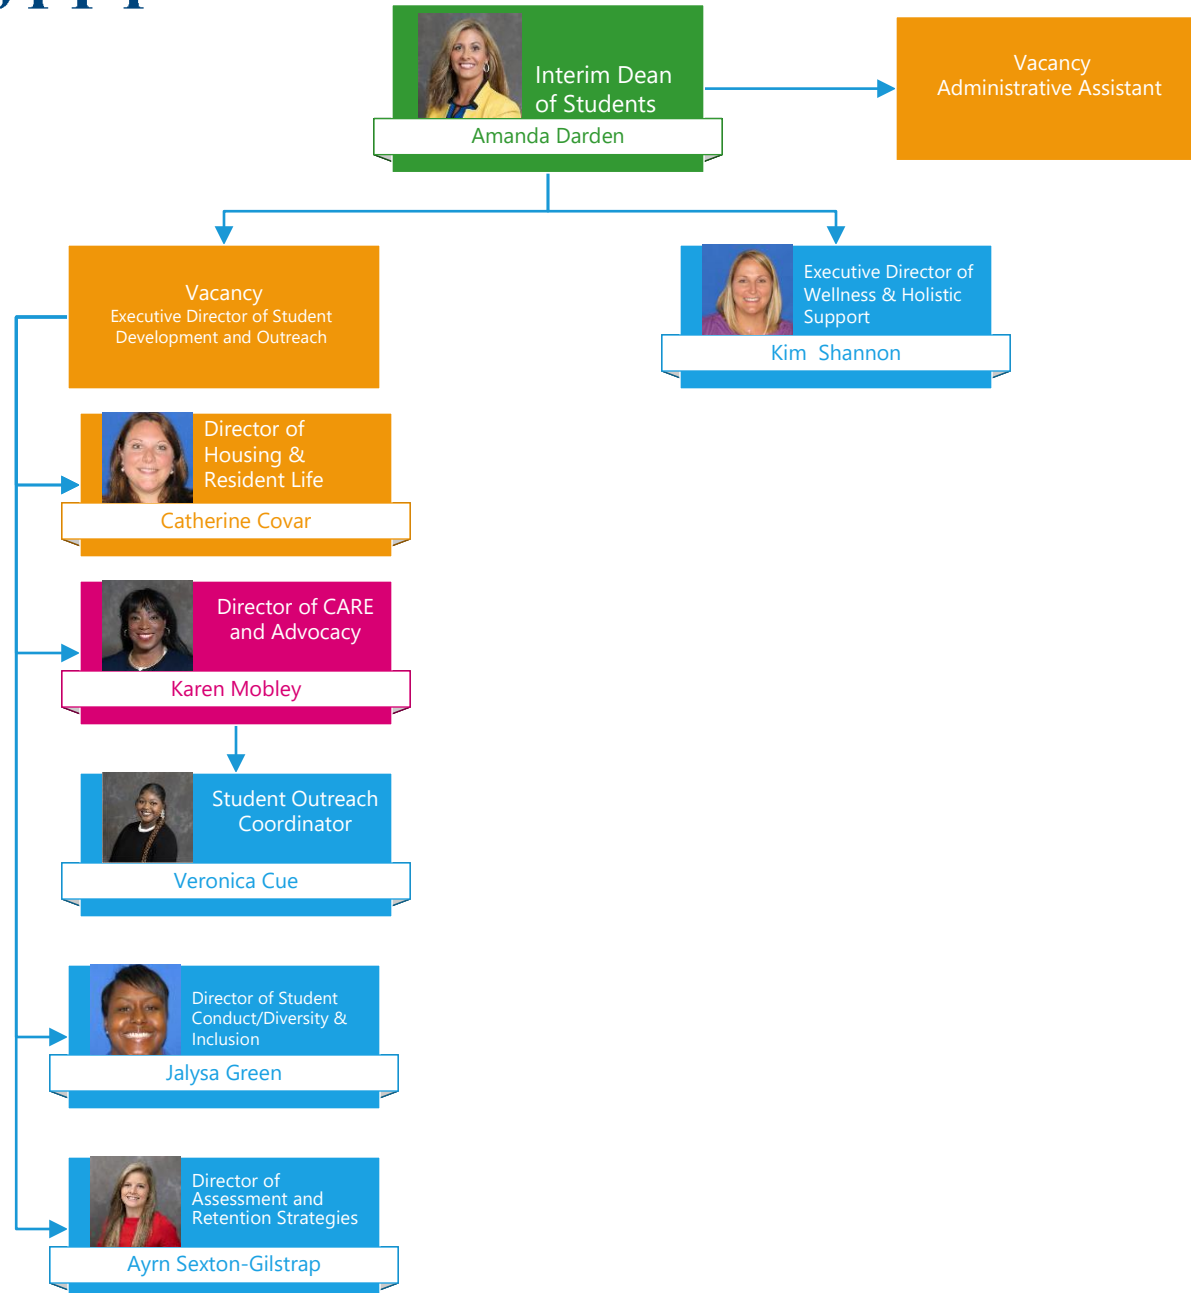 Interim Dean
of Students
Amanda Darden
Vacancy
Administrative Assistant
Vacancy
Executive Director of Student
Development and Outreach
Executive Director of
Wellness & Holistic
Support
Kim  Shannon
Director of
Housing &
Resident Life
Catherine Covar
Director of CARE
and Advocacy
Karen Mobley
Student Outreach
Coordinator
Veronica Cue
Director of Student
Conduct/Diversity &
Inclusion
Jalysa Green
Director of
Assessment and
Retention Strategies
Ayrn Sexton-Gilstrap